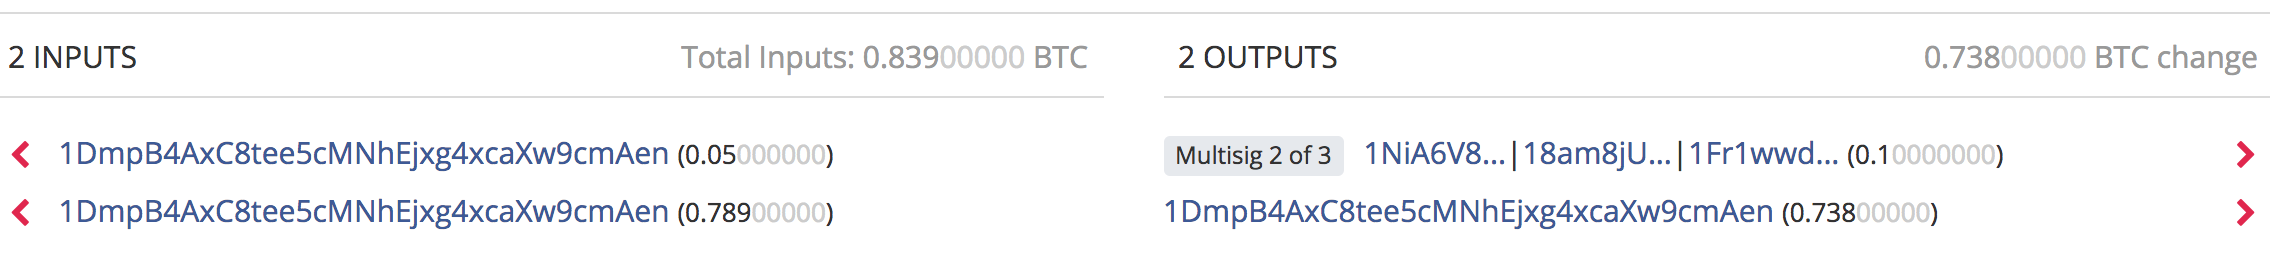 2 INPUTS Total Inputs: 0.83900000 BTC
1DmpB4AxC8tee5cMNhEjxg4xcaXw9cmAen (0.05000000)
1DmpB4AxC8tee5cMNhEjxg4xcaXw9cmAen (0.78900000)
2 OUTPUTS 0.73800000 BTC change
Multisig 2 of 3 1NiA6V8...|18am8jU...|1Fr1wwd... (0.10000000)
1DmpB4AxC8tee5cMNhEjxg4xcaXw9cmAen (0.73800000)